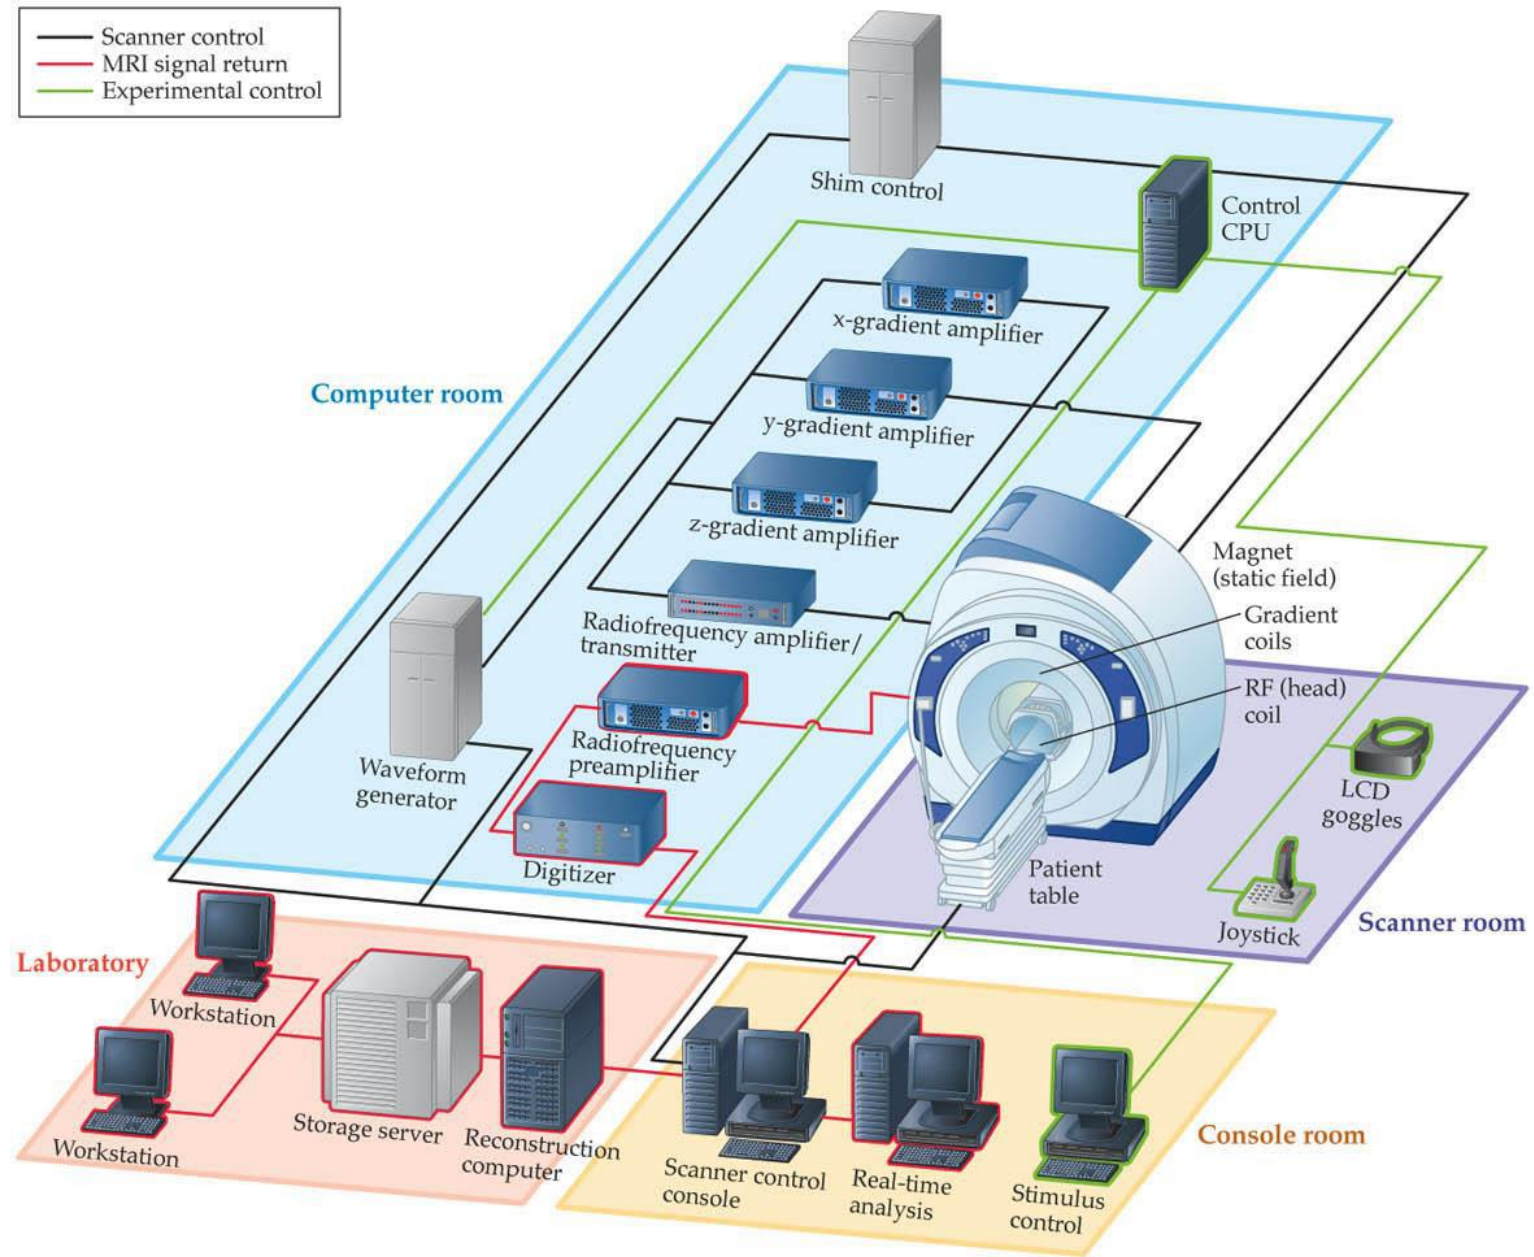 Scanner control
MRI signal return
Experimental control
Shim control
Control
CPU
x-gradient amplifier
Computer room
y-gradient amplifier
z-gradient amplifier
Magnet
(static field)
Gradient
coils
Radiofrequency amplifier/
transmitter
RF (head)
coil
Radiofrequency
preamplifier
Waveform
generator
LCD
goggles
Digitizer
Patient
table
Joystick
Scanner room
Laboratory
Workstation
Storage server
Workstation
Reconstruction
computer
Scanner control
console
Real-time
analysis
Stimulus
control
Console room